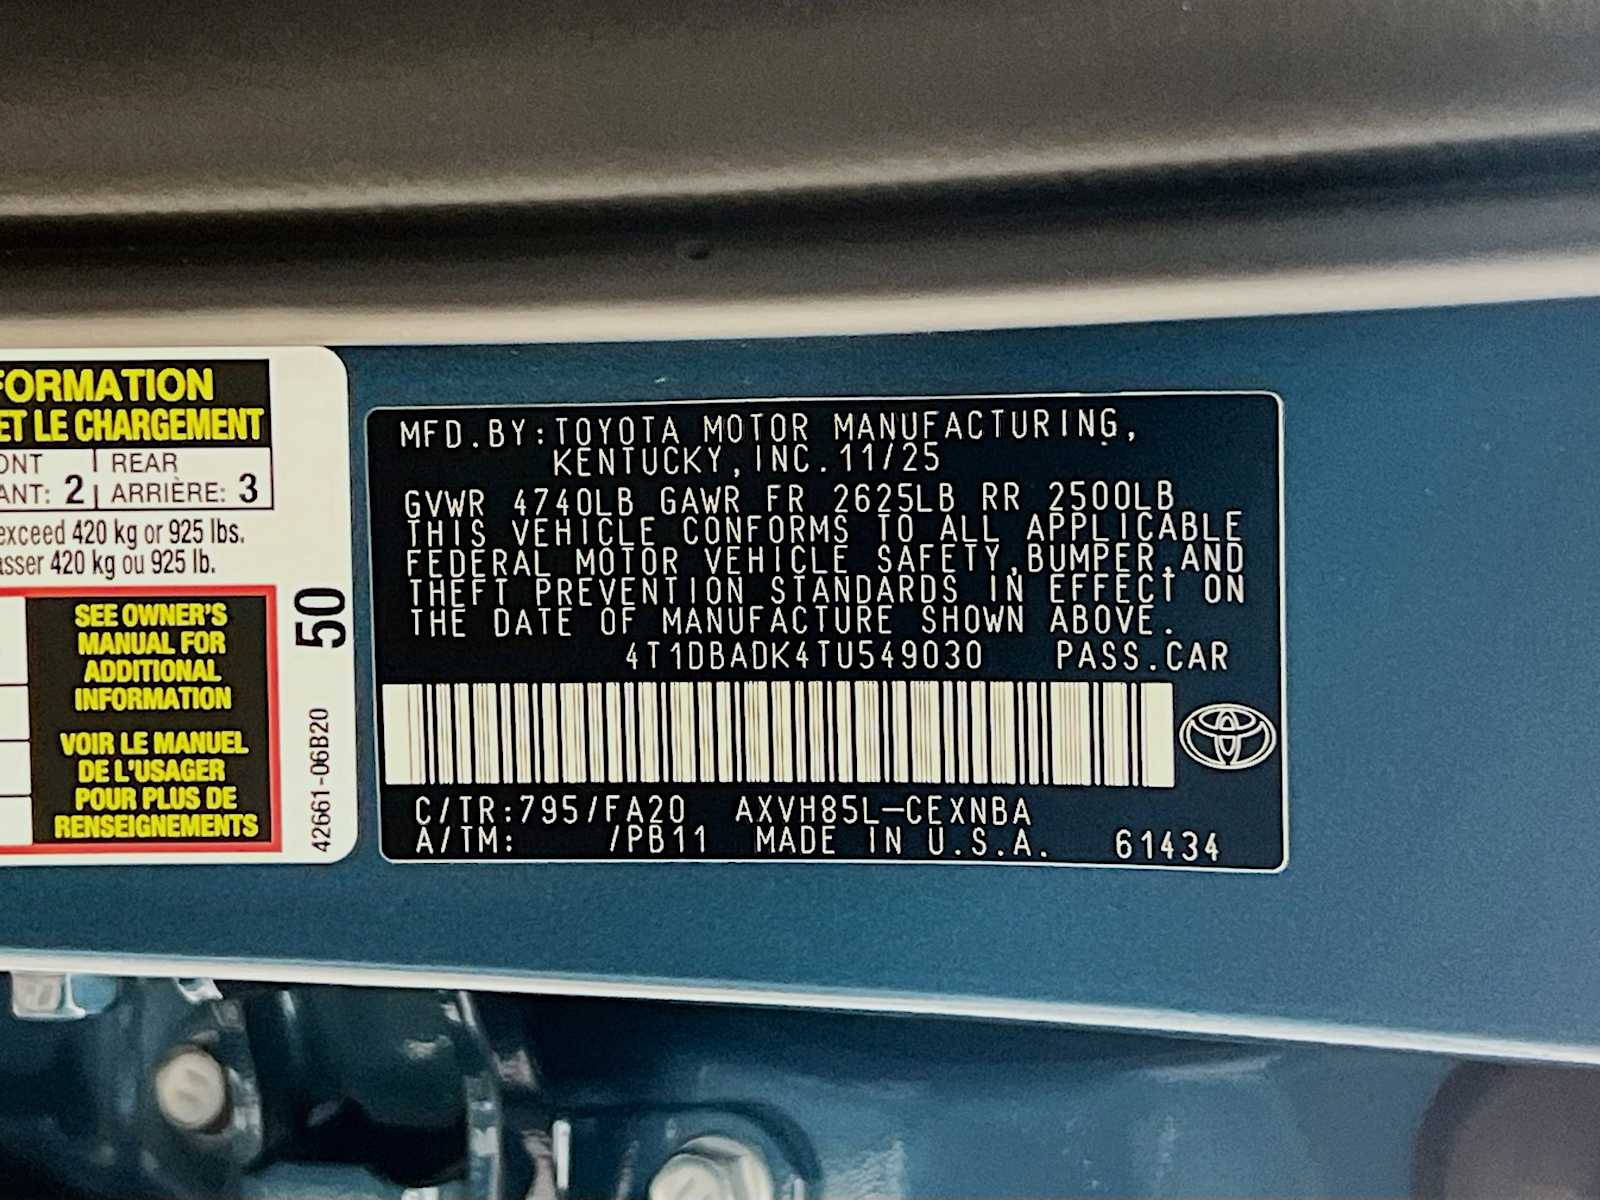 FORMATION
ET LE CHARGEMENT
ONT REAR
ANT: 2 ARRIÈRE: 3
exceed 420 kg or 925 lbs.
asser 420 kg ou 925 lb.
SEE OWNER'S
MANUAL FOR
ADDITIONAL
INFORMATION
VOIR LE MANUEL
DE L'USAGER
POUR PLUS DE
RENSEIGNEMENTS
50
42661-06B20
MFD.BY:TOYOTA MOTOR MANUFACTURING,
KENTUCKY,INC.11/25
GVWR 4740LB GAWR FR 2625LB RR 2500LB
THIS VEHICLE CONFORMS TO ALL APPLICABLE
FEDERAL MOTOR VEHICLE SAFETY,BUMPER,AND
THEFT PREVENTION STANDARDS IN EFFECT ON
THE DATE OF MANUFACTURE SHOWN ABOVE.
4T1DBADK4TU549030 PASS.CAR
C/TR:795/FA20 AXVH85L-CEXNBA
A/TM: /PB11 MADE IN U.S.A. 61434